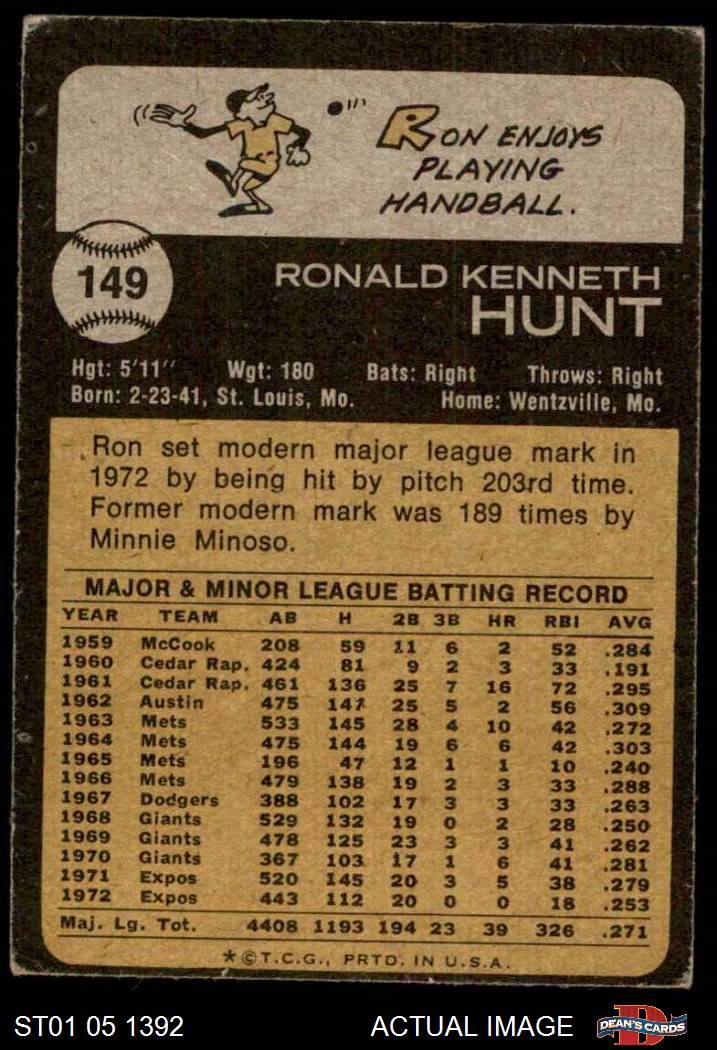 RON ENJOYS
PLAYING
HANDBALL.
149
RONALD KENNETH
HUNT
Hgt: 5'11" Wgt: 180 Bats: Right Throws: Right
Born: 2-23-41, St. Louis, Mo. Home: Wentzville, Mo.
Ron set modern major league mark in
1972 by being hit by pitch 203rd time.
Former modern mark was 189 times by
Minnie Minoso.
MAJOR & MINOR LEAGUE BATTING RECORD
YEAR TEAM AB H 2B 3B HR RBI AVG
1959 McCook 208 59 11 6 2 52 .284
1960 Cedar Rap. 424 81 9 2 3 33 .191
1961 Cedar Rap. 461 136 25 7 16 72 .295
1962 Austin 475 147 25 5 2 56 .309
1963 Mets 533 145 28 4 10 42 .272
1964 Mets 475 144 19 6 6 42 .303
1965 Mets 196 47 12 1 1 10 .240
1966 Mets 479 138 19 2 3 33 .288
1967 Dodgers 388 102 17 3 3 33 .263
1968 Giants 529 132 19 0 2 28 .250
1969 Giants 478 125 23 3 3 41 .262
1970 Giants 367 103 17 1 6 41 .281
1971 Expos 520 145 20 3 5 38 .279
1972 Expos 443 112 20 0 0 18 .253
Maj. Lg. Tot. 4408 1193 194 23 39 326 .271
*©T.C.G., PRTD. IN U.S.A.
ST01 05 1392 ACTUAL IMAGE D DEAN'S CARDS